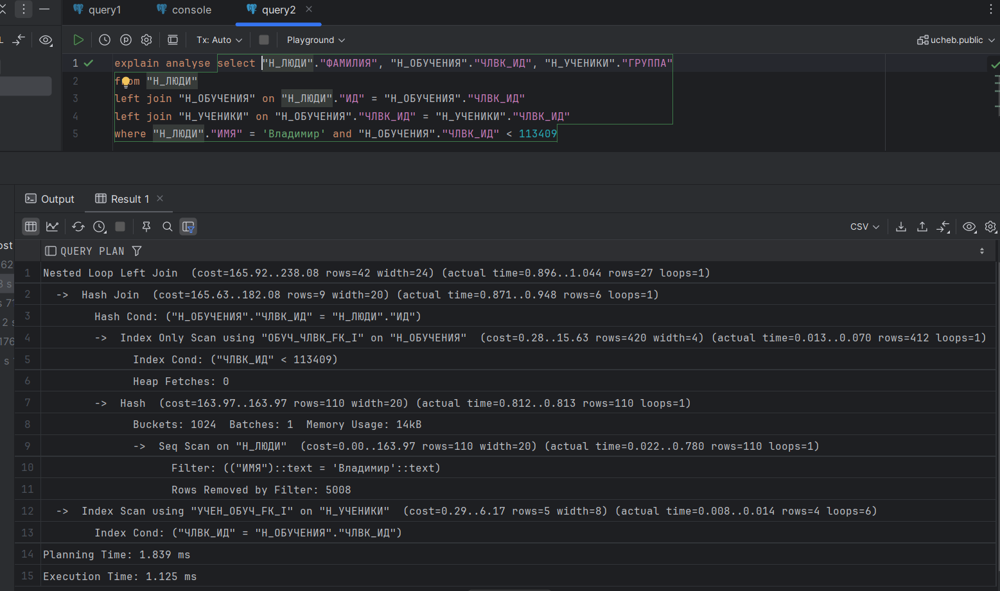 query1 console query2
L Tx: Auto Playground ucheb.public
1 explain analyse select "Н_ЛЮДИ"."ФАМИЛИЯ", "Н_ОБУЧЕНИЯ"."ЧЛВК_ИД", "Н_УЧЕНИКИ"."ГРУППА"
2 from "Н_ЛЮДИ"
3 left join "Н_ОБУЧЕНИЯ" on "Н_ЛЮДИ"."ИД" = "Н_ОБУЧЕНИЯ"."ЧЛВК_ИД"
4 left join "Н_УЧЕНИКИ" on "Н_ОБУЧЕНИЯ"."ЧЛВК_ИД" = "Н_УЧЕНИКИ"."ЧЛВК_ИД"
5 where "Н_ЛЮДИ"."ИМЯ" = 'Владимир' and "Н_ОБУЧЕНИЯ"."ЧЛВК_ИД" < 113409
Output Result 1
CSV
ost QUERY PLAN
62 1 Nested Loop Left Join (cost=165.92..238.08 rows=42 width=24) (actual time=0.896..1.044 rows=27 loops=1)
s 2 -> Hash Join (cost=165.63..182.08 rows=9 width=20) (actual time=0.871..0.948 rows=6 loops=1)
s 71 3 Hash Cond: ("Н_ОБУЧЕНИЯ"."ЧЛВК_ИД" = "Н_ЛЮДИ"."ИД")
2 s 4 -> Index Only Scan using "ОБУЧ_ЧЛВК_FK_I" on "Н_ОБУЧЕНИЯ" (cost=0.28..15.63 rows=420 width=4) (actual time=0.013..0.070 rows=412 loops=1)
176 5 Index Cond: ("ЧЛВК_ИД" < 113409)
s 6 Heap Fetches: 0
7 -> Hash (cost=163.97..163.97 rows=110 width=20) (actual time=0.812..0.813 rows=110 loops=1)
8 Buckets: 1024 Batches: 1 Memory Usage: 14kB
9 -> Seq Scan on "Н_ЛЮДИ" (cost=0.00..163.97 rows=110 width=20) (actual time=0.022..0.780 rows=110 loops=1)
10 Filter: (("ИМЯ")::text = 'Владимир'::text)
11 Rows Removed by Filter: 5008
12 -> Index Scan using "УЧЕН_ОБУЧ_FK_I" on "Н_УЧЕНИКИ" (cost=0.29..6.17 rows=5 width=8) (actual time=0.008..0.014 rows=4 loops=6)
13 Index Cond: ("ЧЛВК_ИД" = "Н_ОБУЧЕНИЯ"."ЧЛВК_ИД")
14 Planning Time: 1.839 ms
15 Execution Time: 1.125 ms